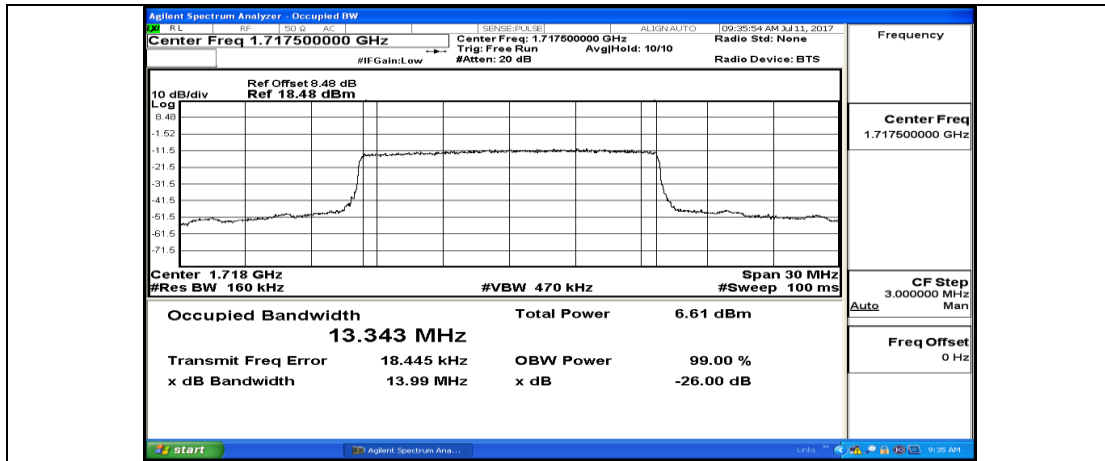 Agilent Spectrum Analyzer - Occupied BW
RL RF 50 Ω AC SENSE:PULSE ALIGN AUTO 09:35:54 AM Jul 11, 2017
Center Freq 1.717500000 GHz Center Freq: 1.717500000 GHz Radio Std: None Frequency
Trig: Free Run Avg|Hold: 10/10
#IFGain:Low #Atten: 20 dB Radio Device: BTS
Ref Offset 8.48 dB
10 dB/div Ref 18.48 dBm
Log
8.48
-1.52
-11.5
-21.5
-31.5
-41.5
-51.5
-61.5
-71.5
Center Freq
1.717500000 GHz
Center 1.718 GHz Span 30 MHz
#Res BW 160 kHz #VBW 470 kHz #Sweep 100 ms
CF Step
3.000000 MHz
Auto Man
Occupied Bandwidth Total Power 6.61 dBm
13.343 MHz
Freq Offset
0 Hz
Transmit Freq Error 18.445 kHz OBW Power 99.00 %
x dB Bandwidth 13.99 MHz x dB -26.00 dB
start Agilent Spectrum Ana... Links » 9:35 AM